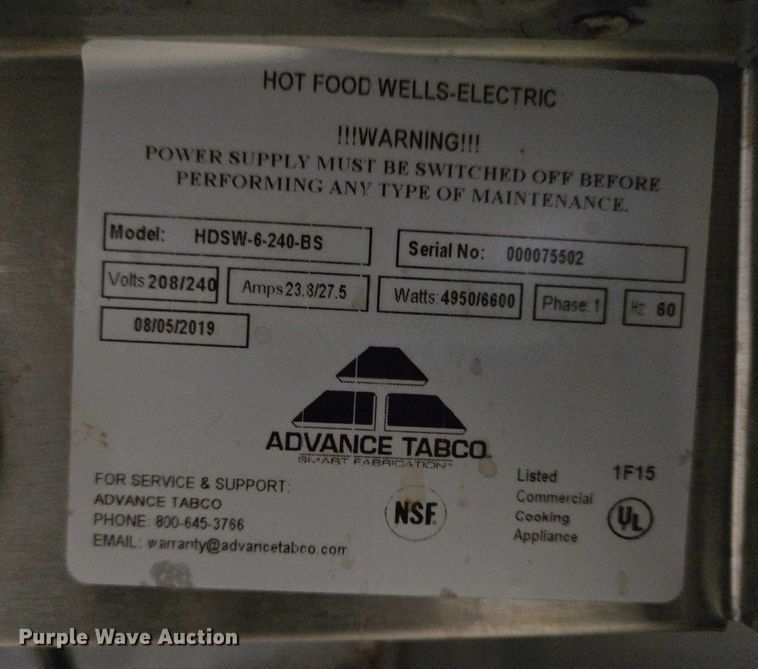 HOT FOOD WELLS-ELECTRIC
!!!WARNING!!!
POWER SUPPLY MUST BE SWITCHED OFF BEFORE
PERFORMING ANY TYPE OF MAINTENANCE.
Model: HDSW-6-240-BS Serial No: 000075502
Volts 208/240 Amps 23.8/27.5 Watts: 4950/6600 Phase: 1 Hz 60
08/05/2019
ADVANCE TABCO
SMART FABRICATION™
FOR SERVICE & SUPPORT:
ADVANCE TABCO
PHONE: 800-645-3766
EMAIL: warranty@advancetabco.com
NSF
Listed 1F15
Commercial
Cooking
Appliance
UL
Purple Wave Auction